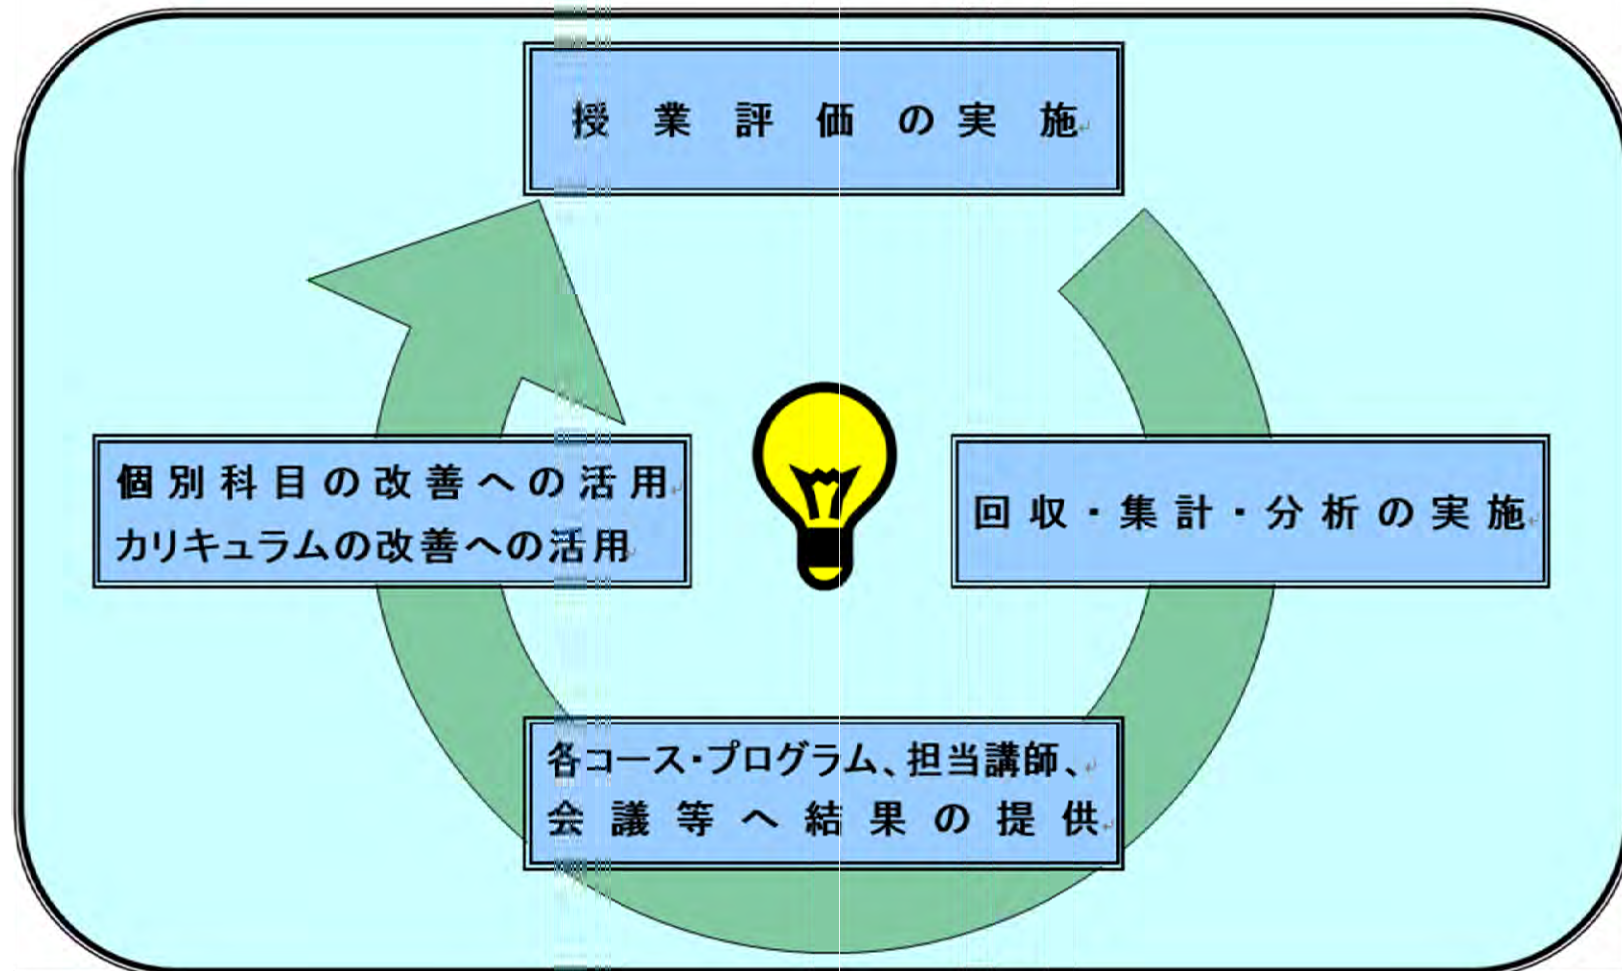 授業評価の実施
個別科目の改善への活用
カリキュラムの改善への活用
回収・集計・分析の実施
各コース・プログラム、担当講師、
会議等へ結果の提供